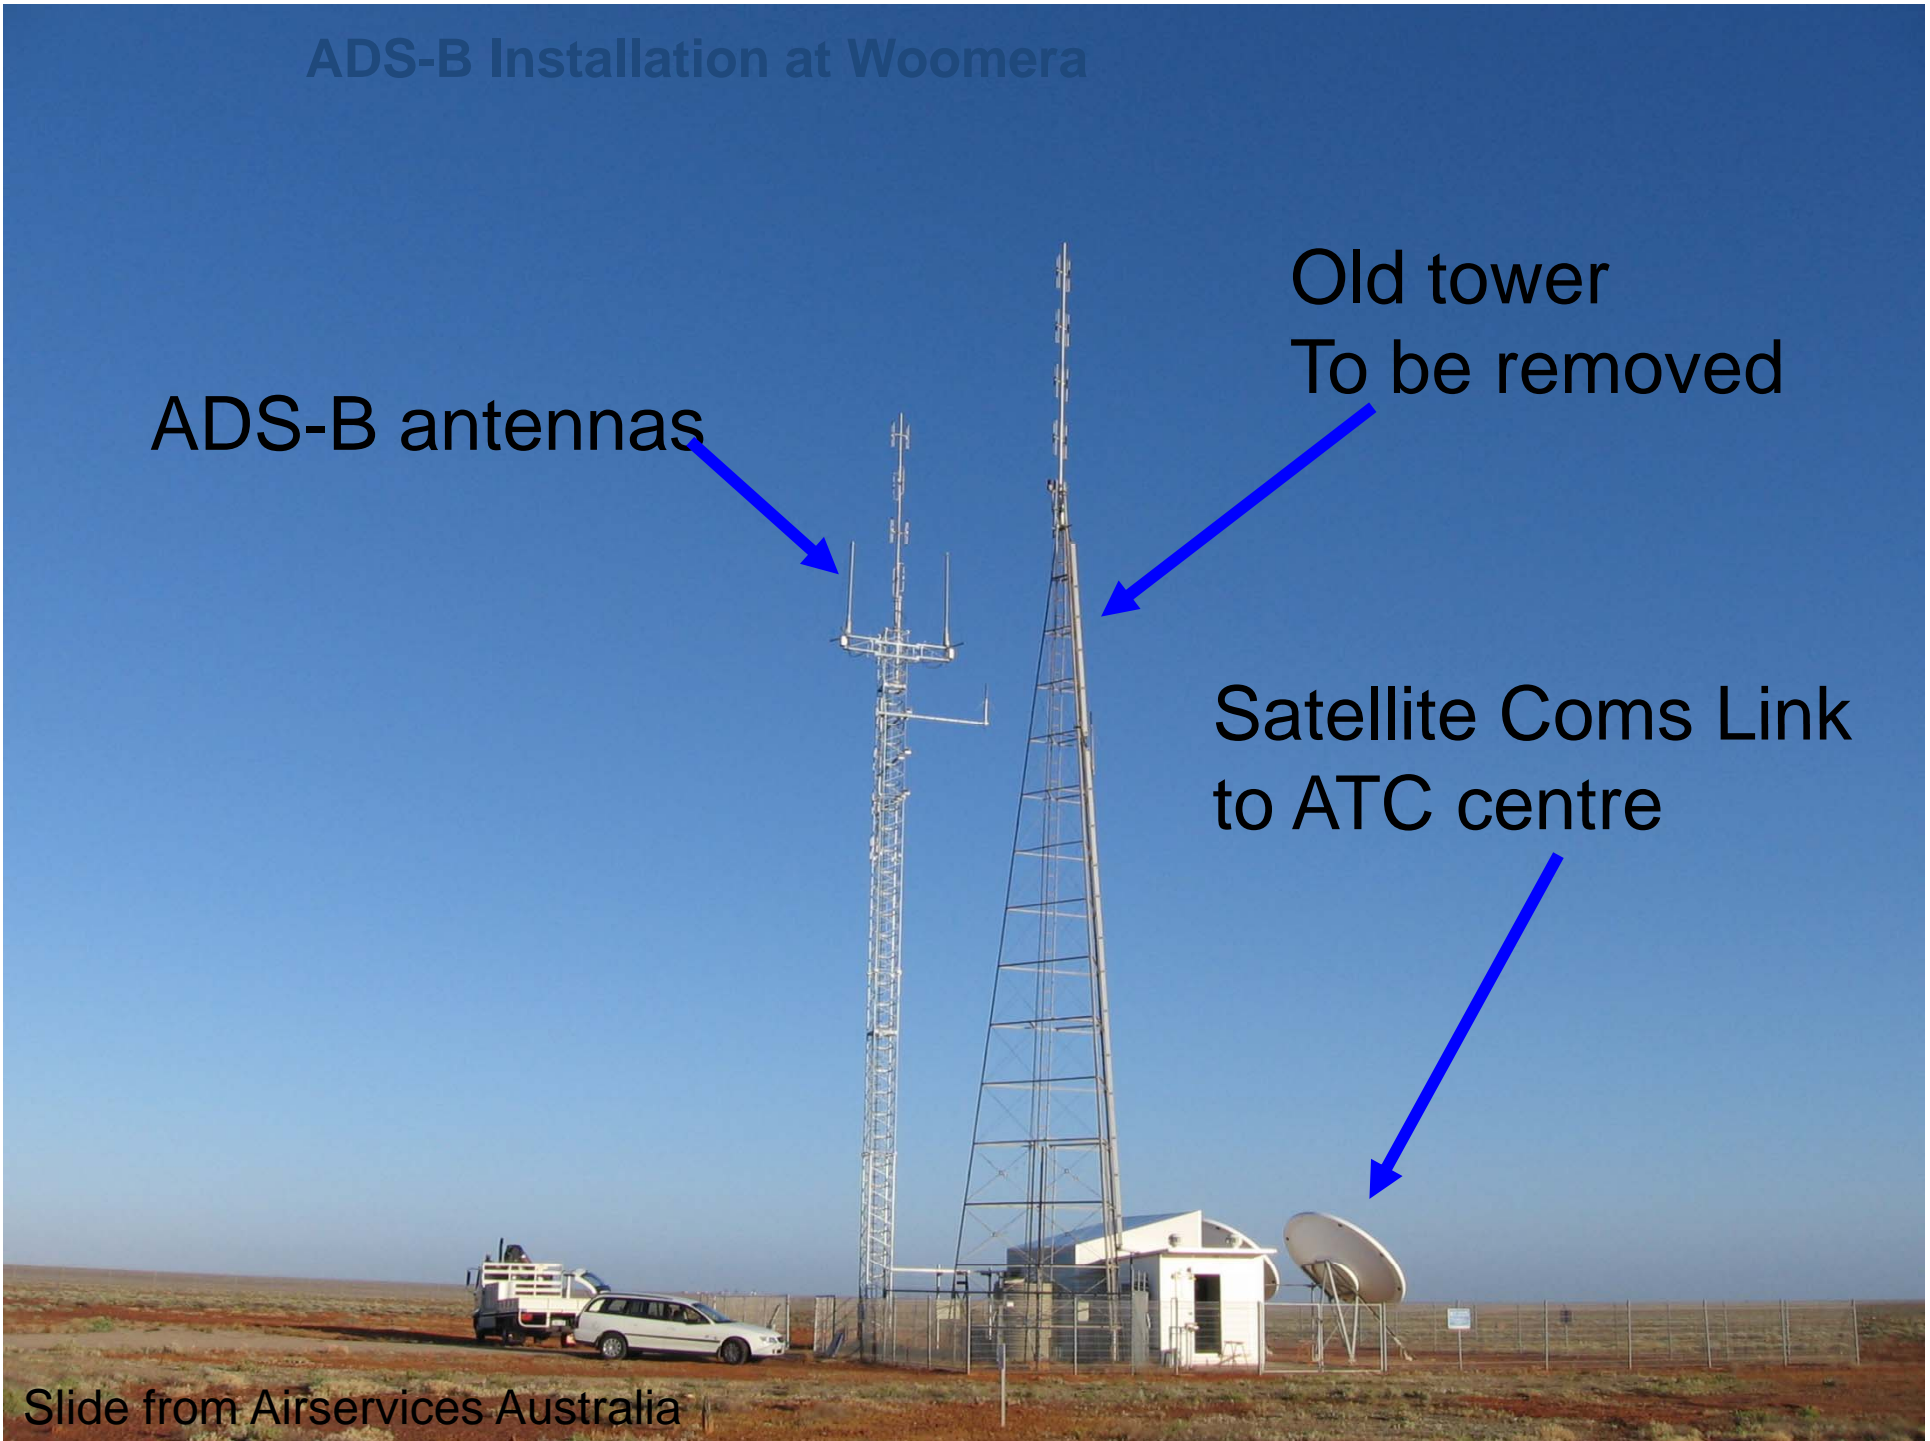 ADS-B Installation at Woomera
Old tower
To be removed
ADS-B antennas
Satellite Coms Link
to ATC centre
Slide from Airservices Australia